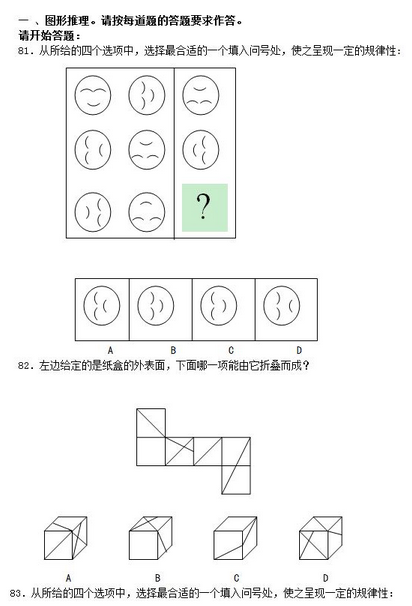 一 、图形推理。请按每道题的答题要求作答。
请开始答题：
81．从所给的四个选项中，选择最合适的一个填入问号处，使之呈现一定的规律性：
?
A B C D
82．左边给定的是纸盒的外表面，下面哪一项能由它折叠而成？
A B C D
83．从所给的四个选项中，选择最合适的一个填入问号处，使之呈现一定的规律性：